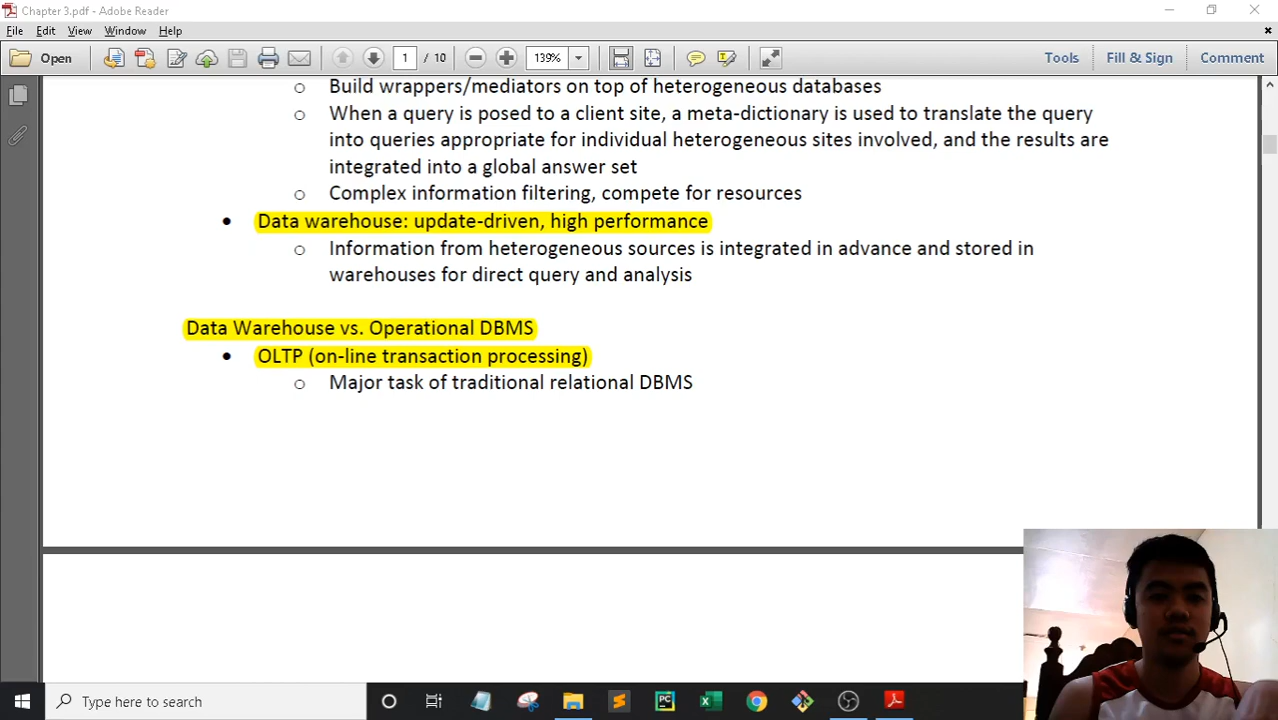 Chapter 3.pdf - Adobe Reader
File Edit View Window Help
Open 1 / 10 139% Tools Fill & Sign Comment
o Build wrappers/mediators on top of heterogeneous databases
o When a query is posed to a client site, a meta-dictionary is used to translate the query
into queries appropriate for individual heterogeneous sites involved, and the results are
integrated into a global answer set
o Complex information filtering, compete for resources
• Data warehouse: update-driven, high performance
o Information from heterogeneous sources is integrated in advance and stored in
warehouses for direct query and analysis
Data Warehouse vs. Operational DBMS
• OLTP (on-line transaction processing)
o Major task of traditional relational DBMS
Type here to search
PC